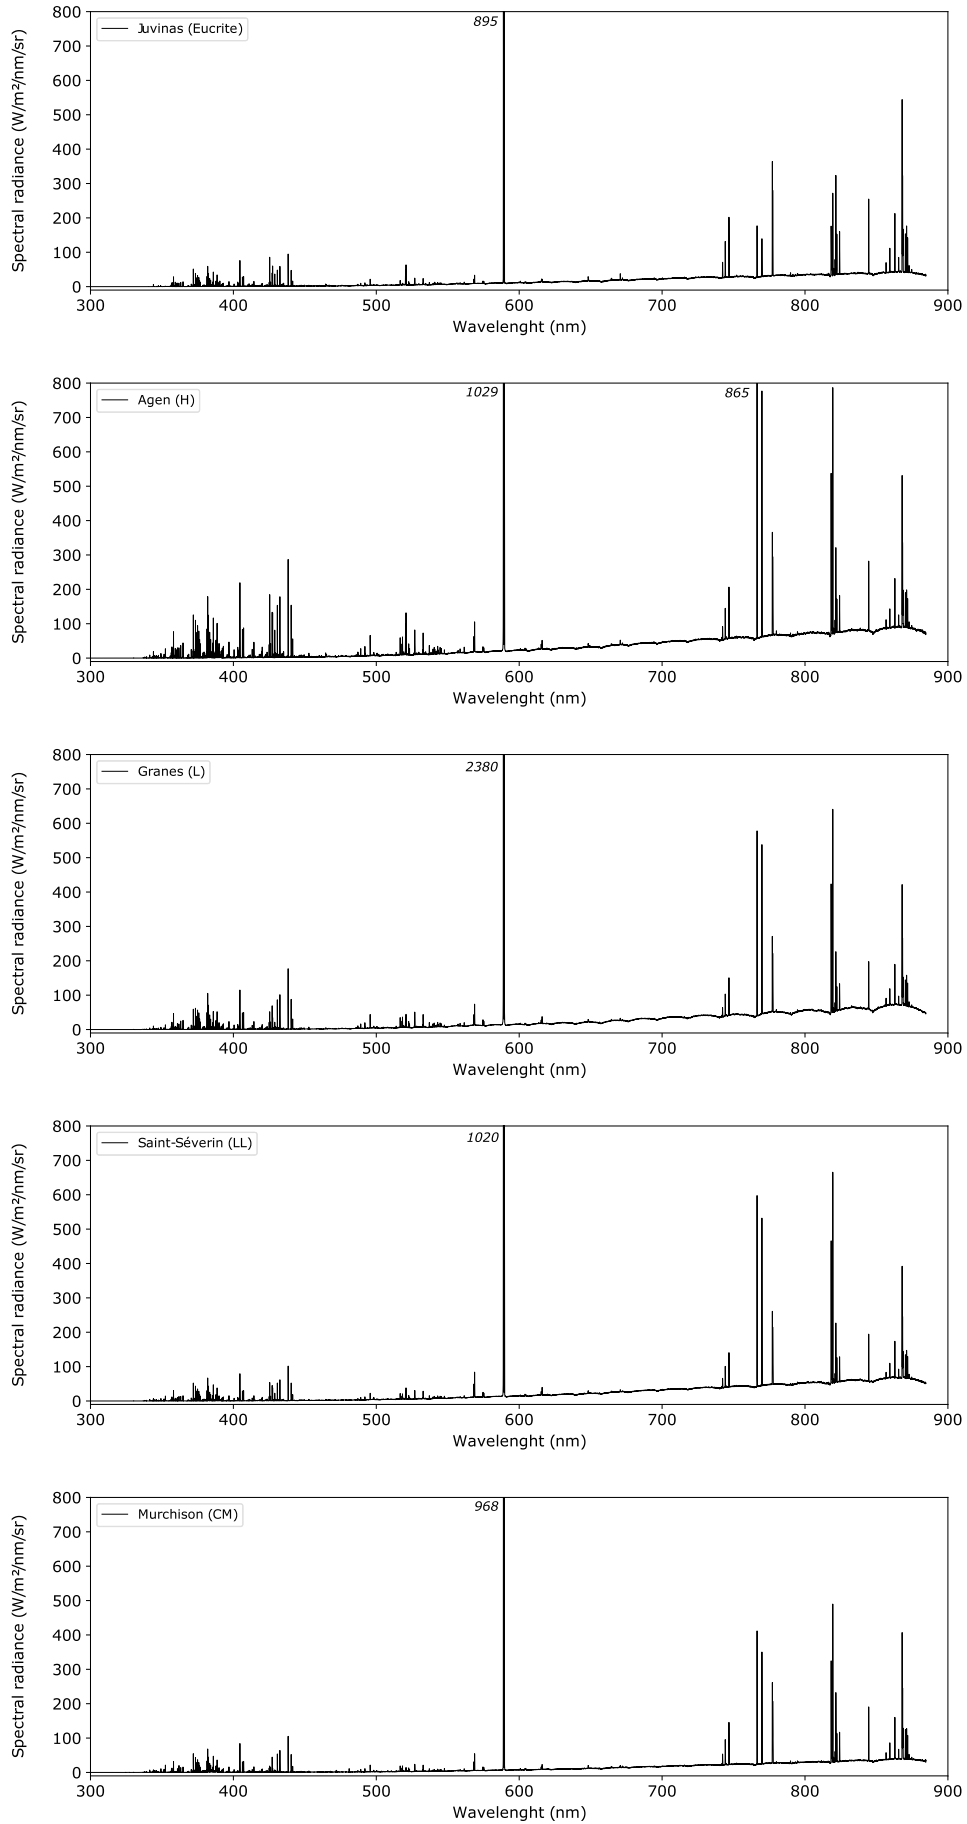 800
700
600
500
400
300
200
100
0
Spectral radiance (W/m²/nm/sr)
Juvinas (Eucrite)
895
300 400 500 600 700 800 900
Wavelenght (nm)
800
700
600
500
400
300
200
100
0
Spectral radiance (W/m²/nm/sr)
Agen (H)
1029
865
300 400 500 600 700 800 900
Wavelenght (nm)
800
700
600
500
400
300
200
100
0
Spectral radiance (W/m²/nm/sr)
Granes (L)
2380
300 400 500 600 700 800 900
Wavelenght (nm)
800
700
600
500
400
300
200
100
0
Spectral radiance (W/m²/nm/sr)
Saint-Séverin (LL)
1020
300 400 500 600 700 800 900
Wavelenght (nm)
800
700
600
500
400
300
200
100
0
Spectral radiance (W/m²/nm/sr)
Murchison (CM)
968
300 400 500 600 700 800 900
Wavelenght (nm)